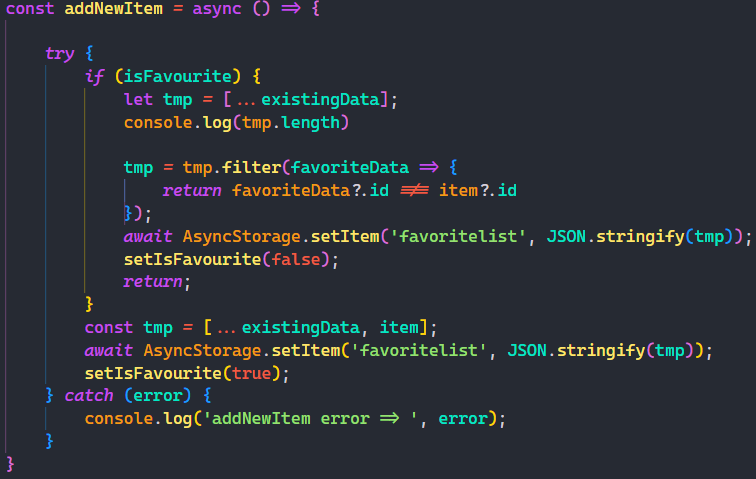 const addNewItem = async () => {
try {
if (isFavourite) {
let tmp = [...existingData];
console.log(tmp.length)
tmp = tmp.filter(favoriteData => {
return favoriteData?.id !== item?.id
});
await AsyncStorage.setItem('favoritelist', JSON.stringify(tmp));
setIsFavourite(false);
return;
}
const tmp = [...existingData, item];
await AsyncStorage.setItem('favoritelist', JSON.stringify(tmp));
setIsFavourite(true);
} catch (error) {
console.log('addNewItem error => ', error);
}
}